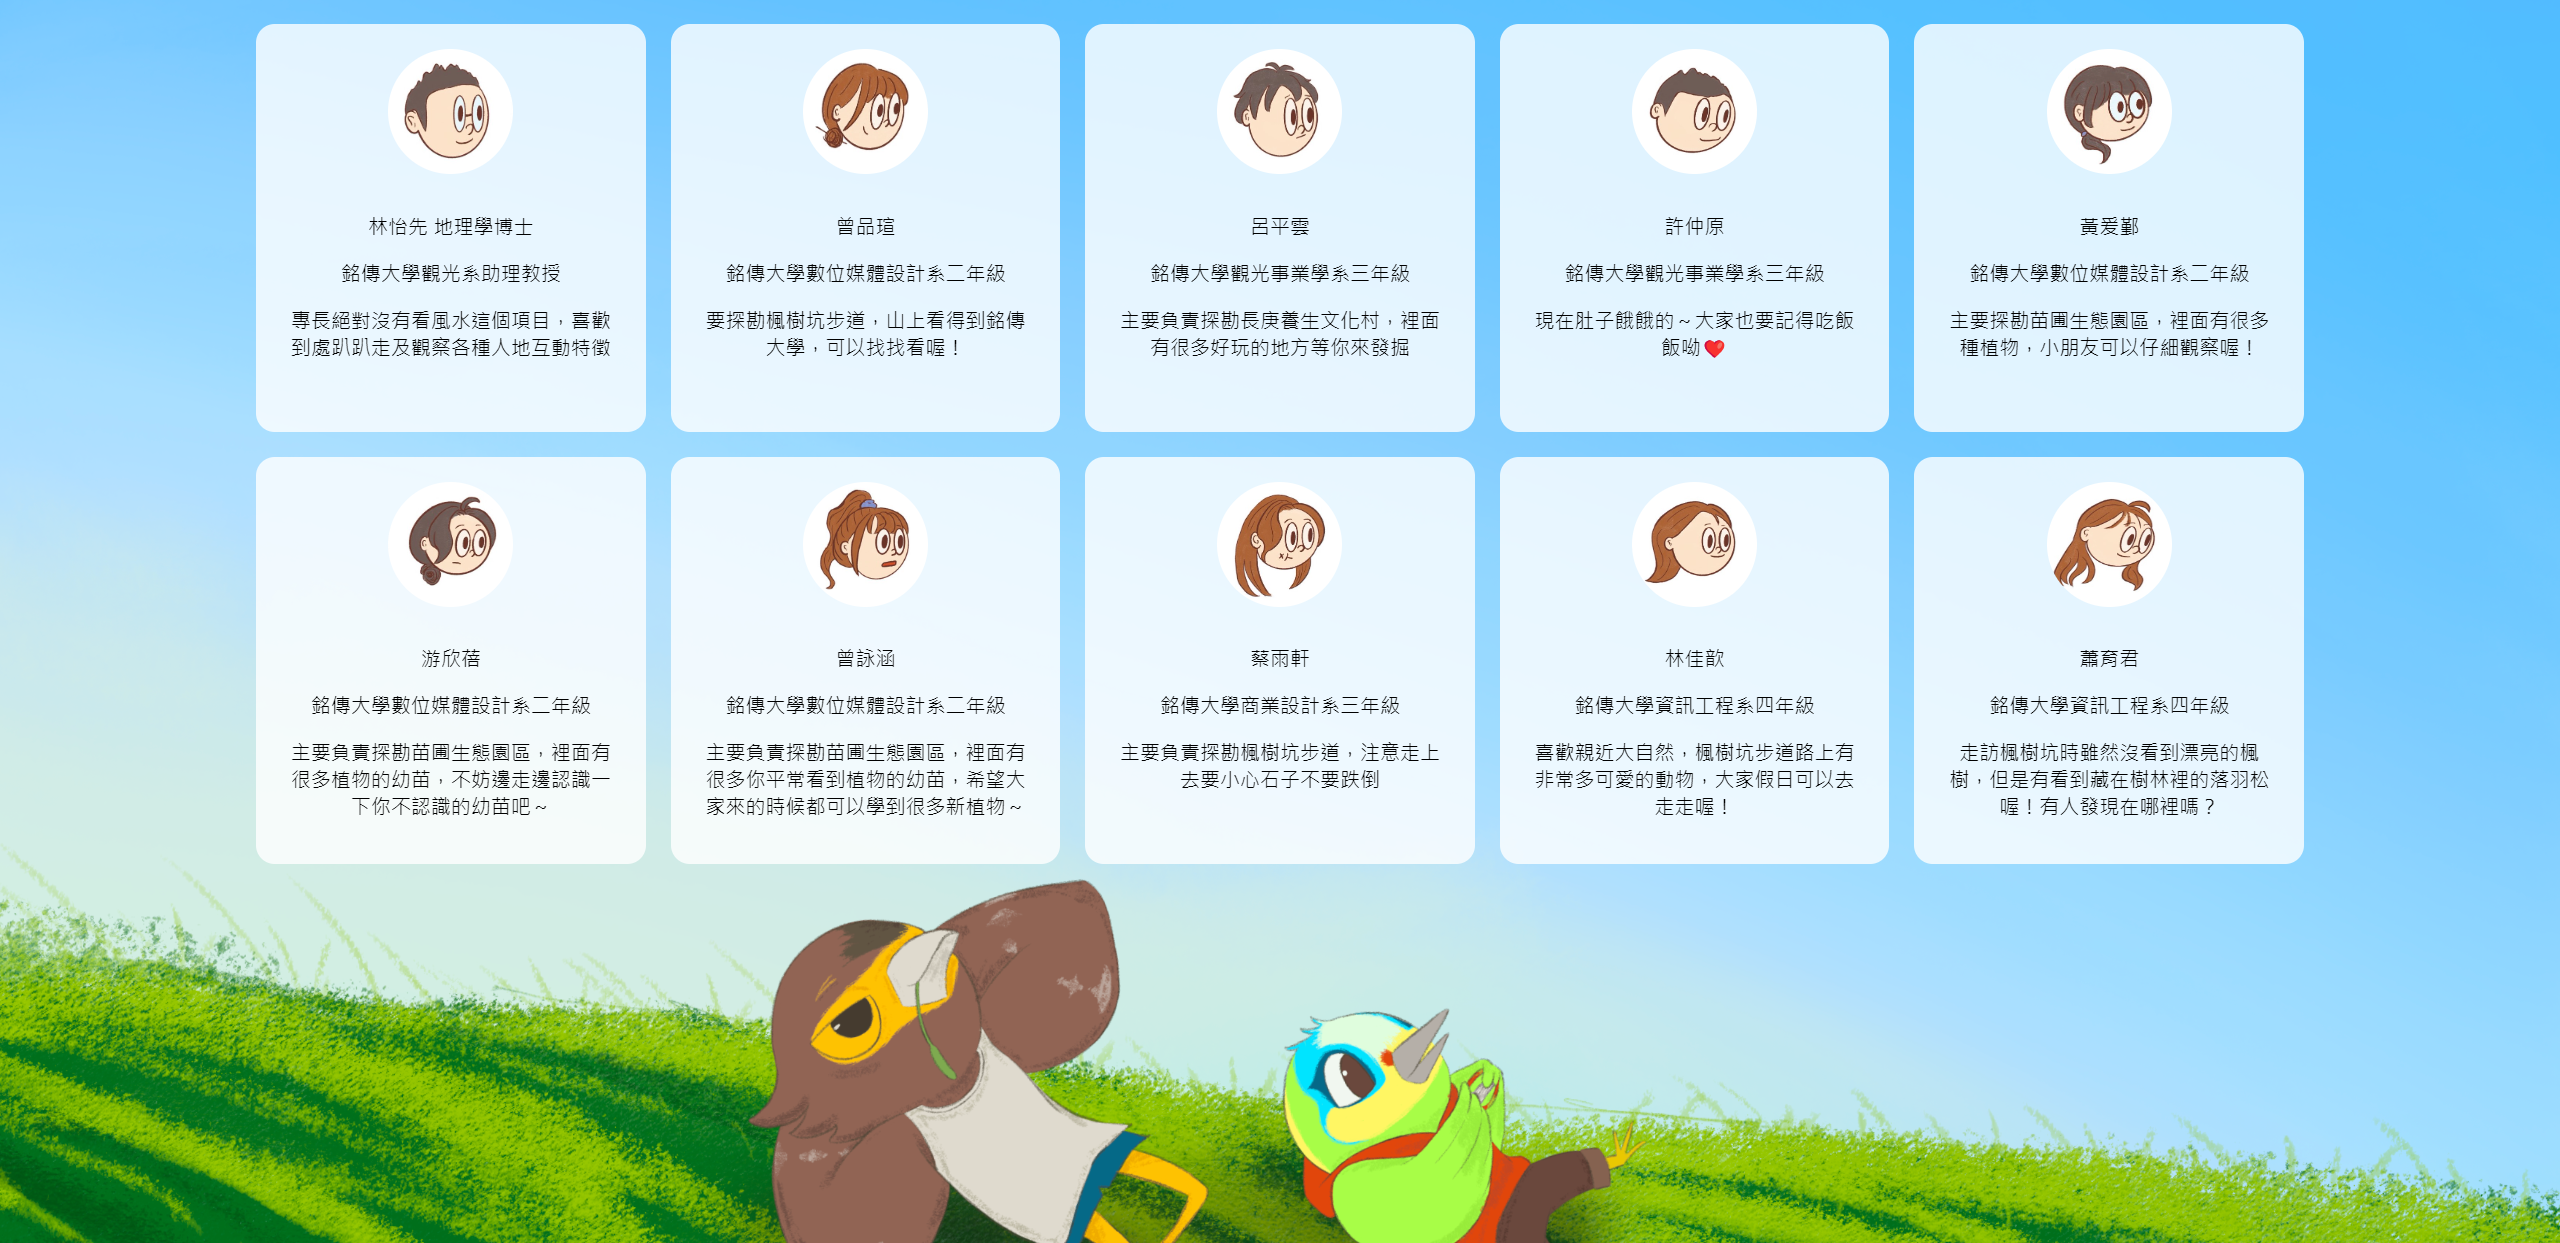 林怡先 地理學博士
銘傳大學觀光系助理教授
專長絕對沒有看風水這個項目，喜歡
到處趴趴走及觀察各種人地互動特徵
曾品瑄
銘傳大學數位媒體設計系二年級
要探勘楓樹坑步道，山上看得到銘傳
大學，可以找找看喔！
呂平雲
銘傳大學觀光事業學系三年級
主要負責探勘長庚養生文化村，裡面
有很多好玩的地方等你來發掘
許仲原
銘傳大學觀光事業學系三年級
現在肚子餓餓的～大家也要記得吃飯
飯呦❤️
黃爰鄞
銘傳大學數位媒體設計系二年級
主要探勘苗圃生態園區，裡面有很多
種植物，小朋友可以仔細觀察喔！
游欣蓓
銘傳大學數位媒體設計系二年級
主要負責探勘苗圃生態園區，裡面有
很多植物的幼苗，不妨邊走邊認識一
下你不認識的幼苗吧～
曾詠涵
銘傳大學數位媒體設計系二年級
主要負責探勘苗圃生態園區，裡面有
很多你平常看到植物的幼苗，希望大
家來的時候都可以學到很多新植物～
蔡雨軒
銘傳大學商業設計系三年級
主要負責探勘楓樹坑步道，注意走上
去要小心石子不要跌倒
林佳歆
銘傳大學資訊工程系四年級
喜歡親近大自然，楓樹坑步道路上有
非常多可愛的動物，大家假日可以去
走走喔！
蕭育君
銘傳大學資訊工程系四年級
走訪楓樹坑時雖然沒看到漂亮的楓
樹，但是有看到藏在樹林裡的落羽松
喔！有人發現在哪裡嗎？